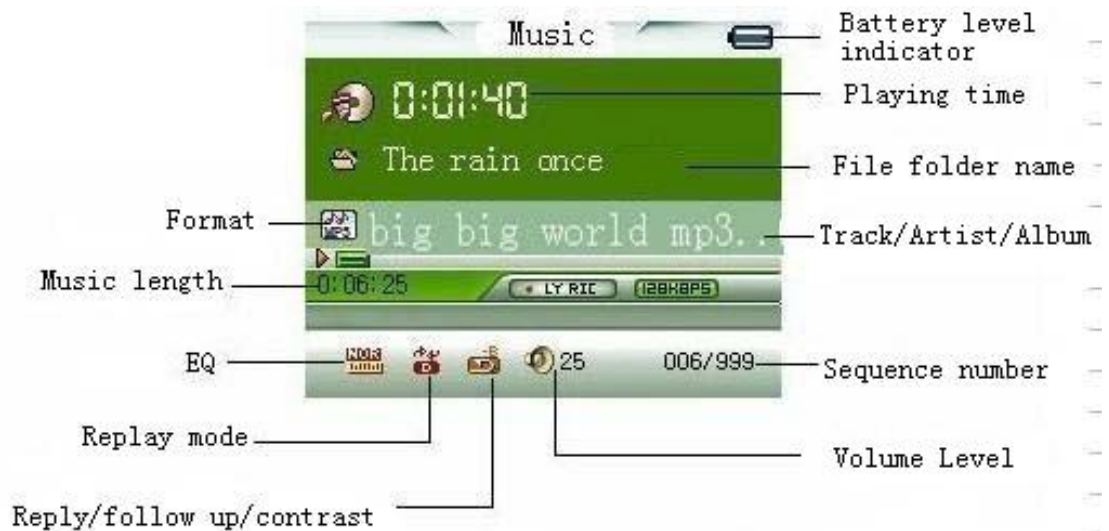 Music
Battery level
indicator
0:01:40
Playing time
The rain once
File folder name
Format
MP3
big big world mp3..
Track/Artist/Album
Music length
0:06:25
LYRIC
128KBPS
EQ
25
006/999
Sequence number
Replay mode
Volume Level
Reply/follow up/contrast